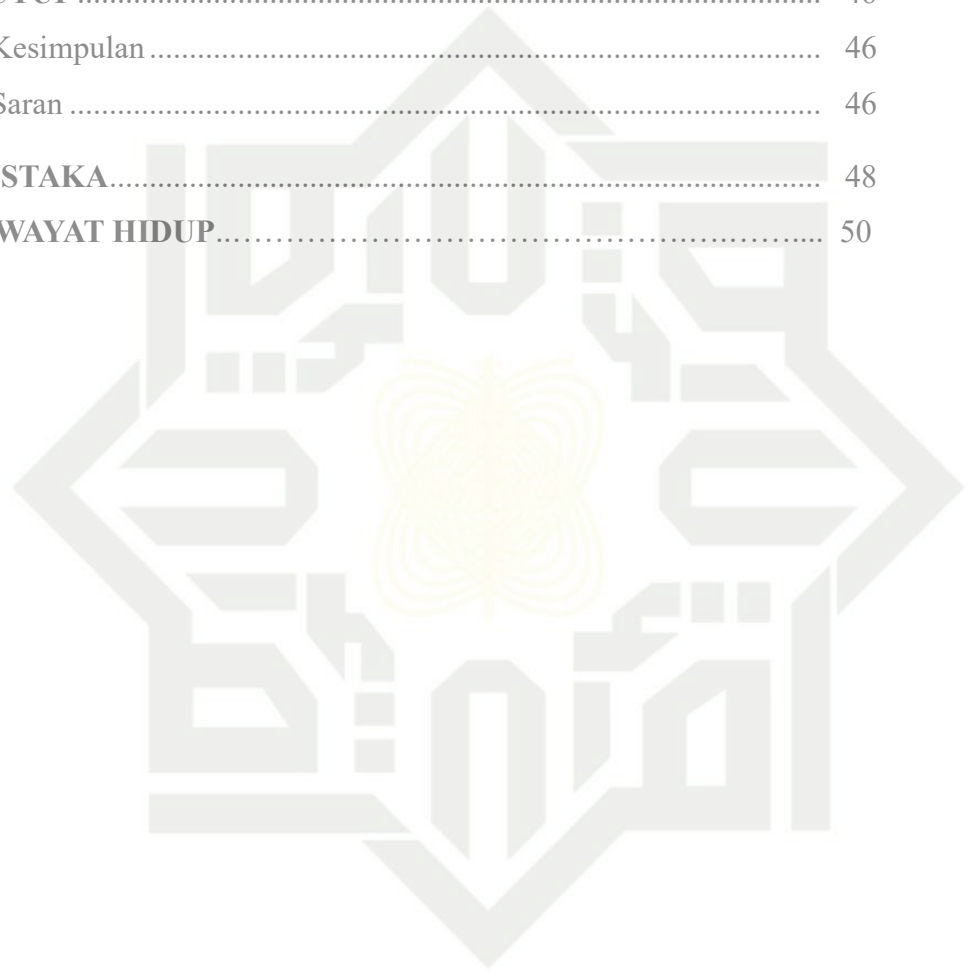 Kesimpulan ........................................................................................ 46
Saran ................................................................................................... 46
STAKA............................................................................................. 48
WAYAT HIDUP..………………………………………………….... 50